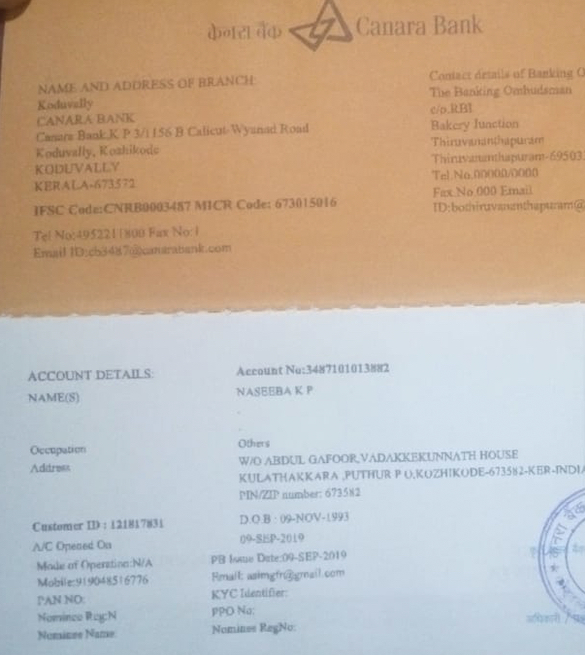 केनरा बैंक Canara Bank
NAME AND ADDRESS OF BRANCH:
Koduvally
CANARA BANK
Canara Bank,K P 3/1156 B Calicut-Wyanad Road
Koduvally, Kozhikode
KODUVALLY
KERALA-673572
IFSC Code:CNRB0003487 MICR Code: 673015016
Tel No:4952211800 Fax No:1
Email ID:cb3487@canarabank.com
Contact details of Banking O
The Banking Ombudsman
c/o.RBI
Bakery Junction
Thiruvananthapuram
Thiruvananthapuram-69503
Tel.No.00000/0000
Fax.No.000 Email
ID:bothiruvananthapuram@
ACCOUNT DETAILS: Account No:3487101013882
NAME(S) NASEEBA K P
Occupation Others
Address W/O ABDUL GAFOOR,VADAKKEKUNNATH HOUSE
KULATHAKKARA ,PUTHUR P O,KOZHIKODE-673582-KER-INDIA
PIN/ZIP number: 673582
Customer ID : 121817831 D.O.B : 09-NOV-1993
A/C Opened On 09-SEP-2019
Mode of Operation:N/A PB Issue Date:09-SEP-2019
Mobile:919048516776 Email: asimgfr@gmail.com
PAN NO: KYC Identifier:
Nominee Reg:N PPO No:
Nominee Name: Nominee RegNo: